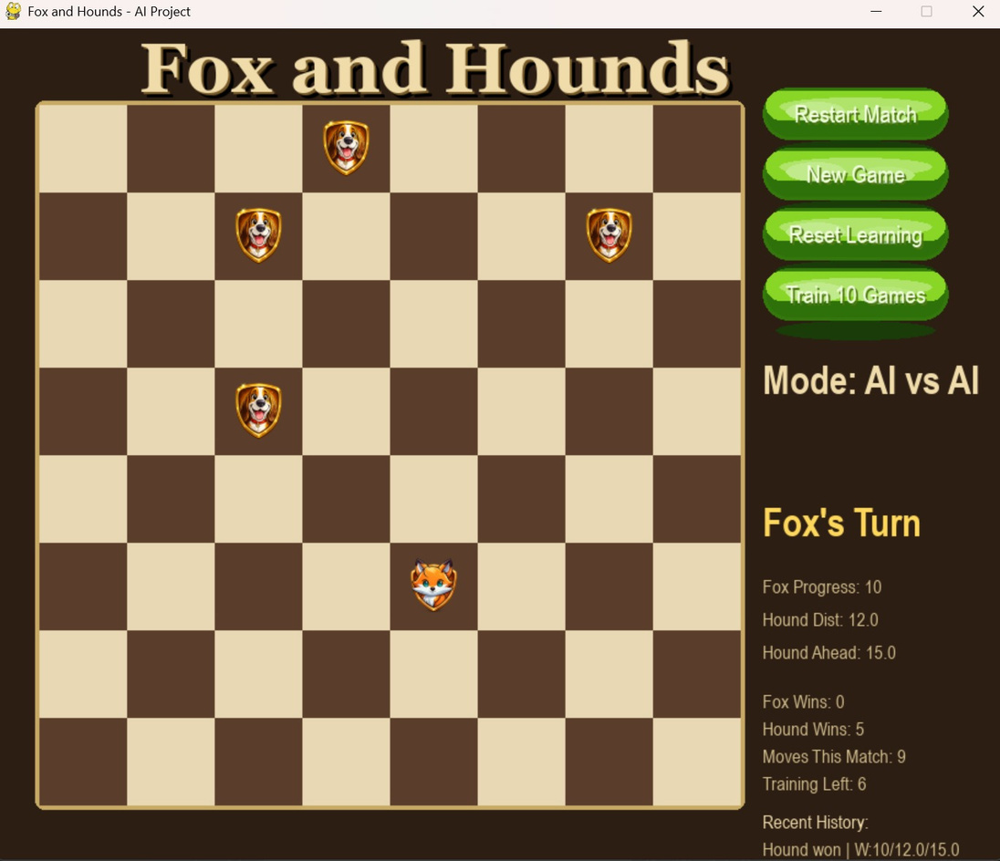 Fox and Hounds - AI Project
Fox and Hounds
Restart Match
New Game
Reset Learning
Train 10 Games
Mode: AI vs AI
Fox's Turn
Fox Progress: 10
Hound Dist: 12.0
Hound Ahead: 15.0
Fox Wins: 0
Hound Wins: 5
Moves This Match: 9
Training Left: 6
Recent History:
Hound won | W:10/12.0/15.0